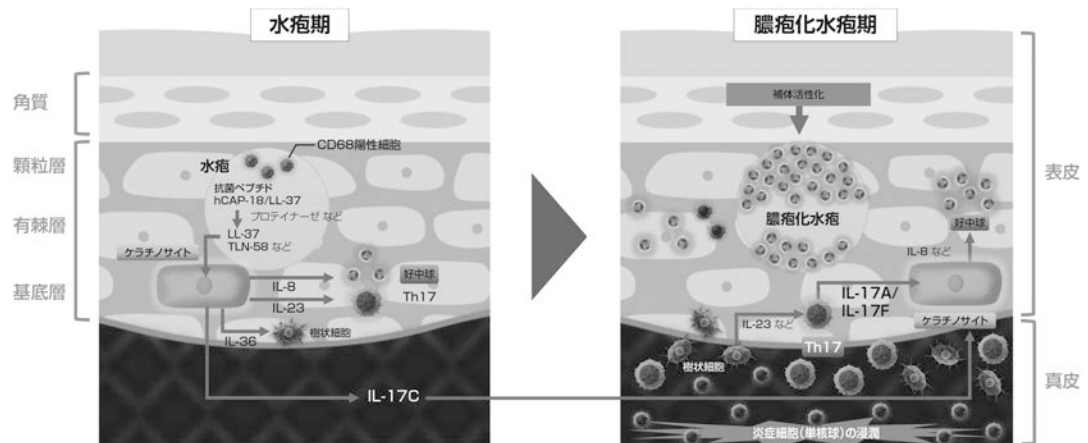 水疱期
膿疱化水疱期
角質
顆粒層
有棘層
基底層
水疱
CD68陽性細胞
抗菌ペプチド
hCAP-18/LL-37
プロテイナーゼ など
LL-37
TLN-58 など
ケラチノサイト
IL-8
IL-23
IL-36
好中球
Th17
樹状細胞
IL-17C
補体活性化
膿疱化水疱
好中球
IL-8 など
IL-17A/
IL-17F
ケラチノサイト
IL-23 など
Th17
樹状細胞
炎症細胞(単核球)の浸潤
表皮
真皮